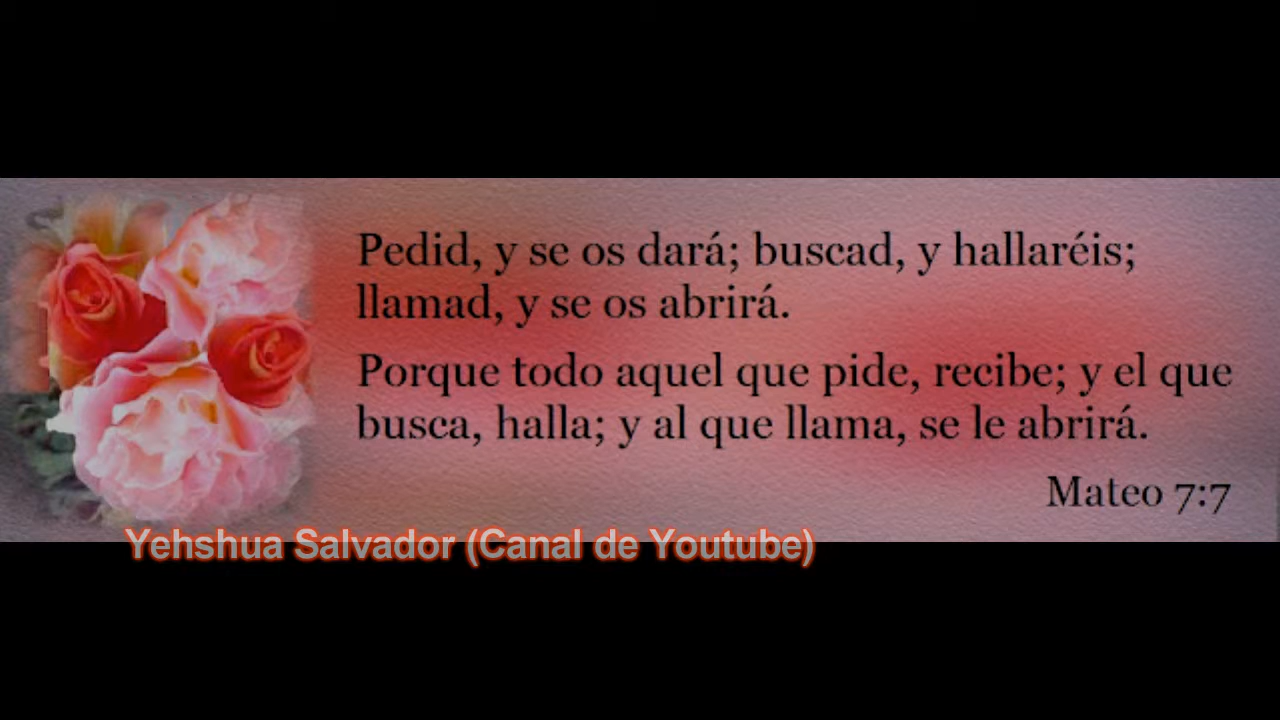 Pedid, y se os dará; buscad, y hallaréis;
llamad, y se os abrirá.
Porque todo aquel que pide, recibe; y el que
busca, halla; y al que llama, se le abrirá.
Mateo 7:7
Yehshua Salvador (Canal de Youtube)